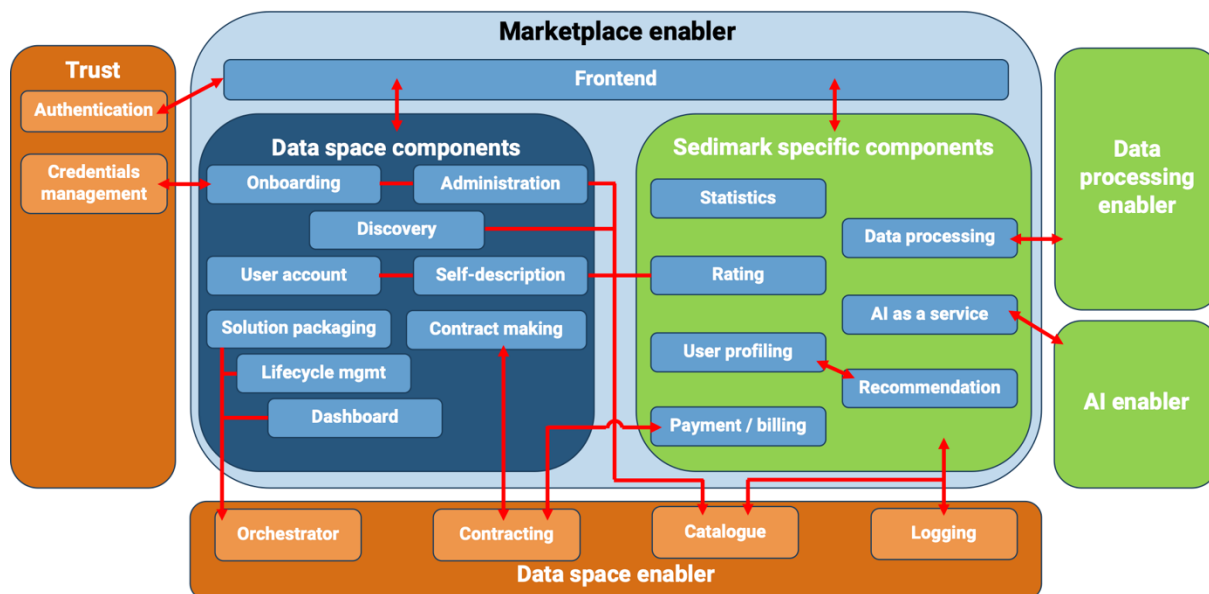 Marketplace enabler
Trust
Frontend
Authentication
Data space components
Sedimark specific components
Data
processing
enabler
Credentials
management
Onboarding
Administration
Statistics
Discovery
Data processing
User account
Self-description
Rating
Solution packaging
Contract making
AI as a service
User profiling
Lifecycle mgmt
Recommendation
AI enabler
Dashboard
Payment / billing
Orchestrator
Contracting
Catalogue
Logging
Data space enabler